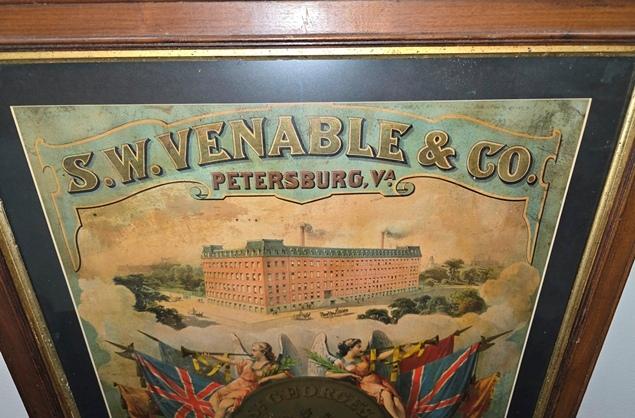 S.W. VENABLE & CO.
PETERSBURG, VA